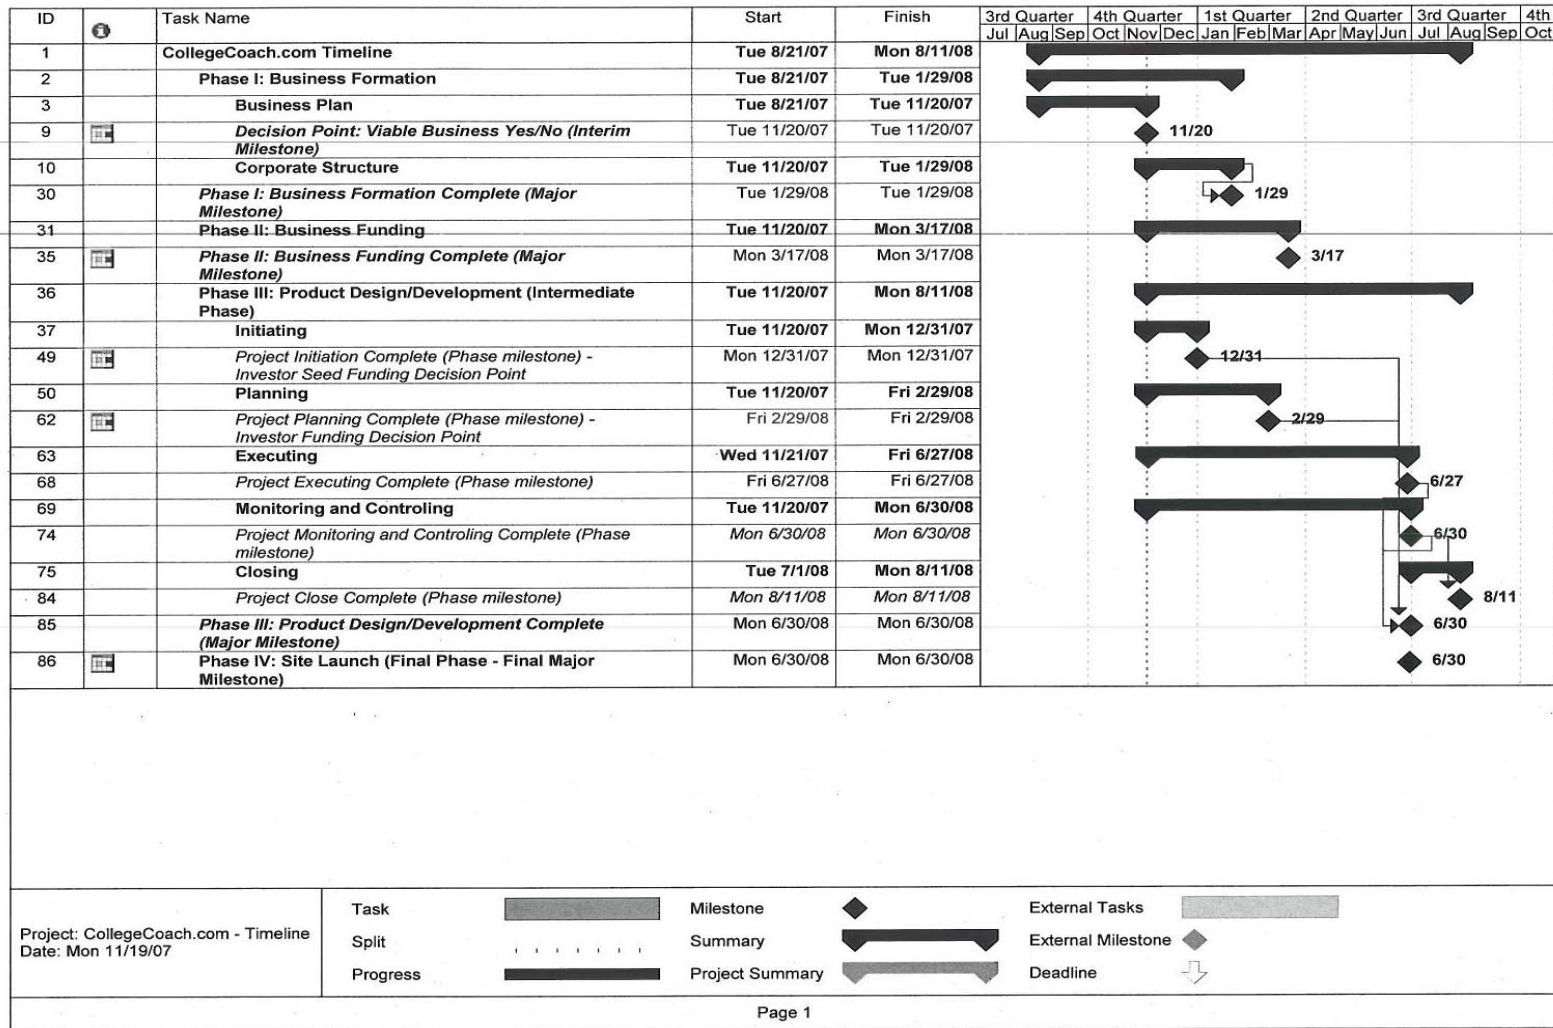 ID Task Name Start Finish 3rd Quarter 4th Quarter 1st Quarter 2nd Quarter 3rd Quarter 4th
Jul Aug Sep Oct Nov Dec Jan Feb Mar Apr May Jun Jul Aug Sep Oct
1 CollegeCoach.com Timeline Tue 8/21/07 Mon 8/11/08
2 Phase I: Business Formation Tue 8/21/07 Tue 1/29/08
3 Business Plan Tue 8/21/07 Tue 11/20/07
9 Decision Point: Viable Business Yes/No (Interim Tue 11/20/07 Tue 11/20/07 11/20
Milestone)
10 Corporate Structure Tue 11/20/07 Tue 1/29/08
30 Phase I: Business Formation Complete (Major Tue 1/29/08 Tue 1/29/08 1/29
Milestone)
31 Phase II: Business Funding Tue 11/20/07 Mon 3/17/08
35 Phase II: Business Funding Complete (Major Mon 3/17/08 Mon 3/17/08 3/17
Milestone)
36 Phase III: Product Design/Development (Intermediate Tue 11/20/07 Mon 8/11/08
Phase)
37 Initiating Tue 11/20/07 Mon 12/31/07
49 Project Initiation Complete (Phase milestone) - Mon 12/31/07 Mon 12/31/07 12/31
Investor Seed Funding Decision Point
50 Planning Tue 11/20/07 Fri 2/29/08
62 Project Planning Complete (Phase milestone) - Fri 2/29/08 Fri 2/29/08 2/29
Investor Funding Decision Point
63 Executing Wed 11/21/07 Fri 6/27/08
68 Project Executing Complete (Phase milestone) Fri 6/27/08 Fri 6/27/08 6/27
69 Monitoring and Controling Tue 11/20/07 Mon 6/30/08
74 Project Monitoring and Controling Complete (Phase Mon 6/30/08 Mon 6/30/08 6/30
milestone)
75 Closing Tue 7/1/08 Mon 8/11/08
84 Project Close Complete (Phase milestone) Mon 8/11/08 Mon 8/11/08 8/11
85 Phase III: Product Design/Development Complete Mon 6/30/08 Mon 6/30/08 6/30
(Major Milestone)
86 Phase IV: Site Launch (Final Phase - Final Major Mon 6/30/08 Mon 6/30/08 6/30
Milestone)
Project: CollegeCoach.com - Timeline
Date: Mon 11/19/07
Task Milestone External Tasks
Split Summary External Milestone
Progress Project Summary Deadline
Page 1